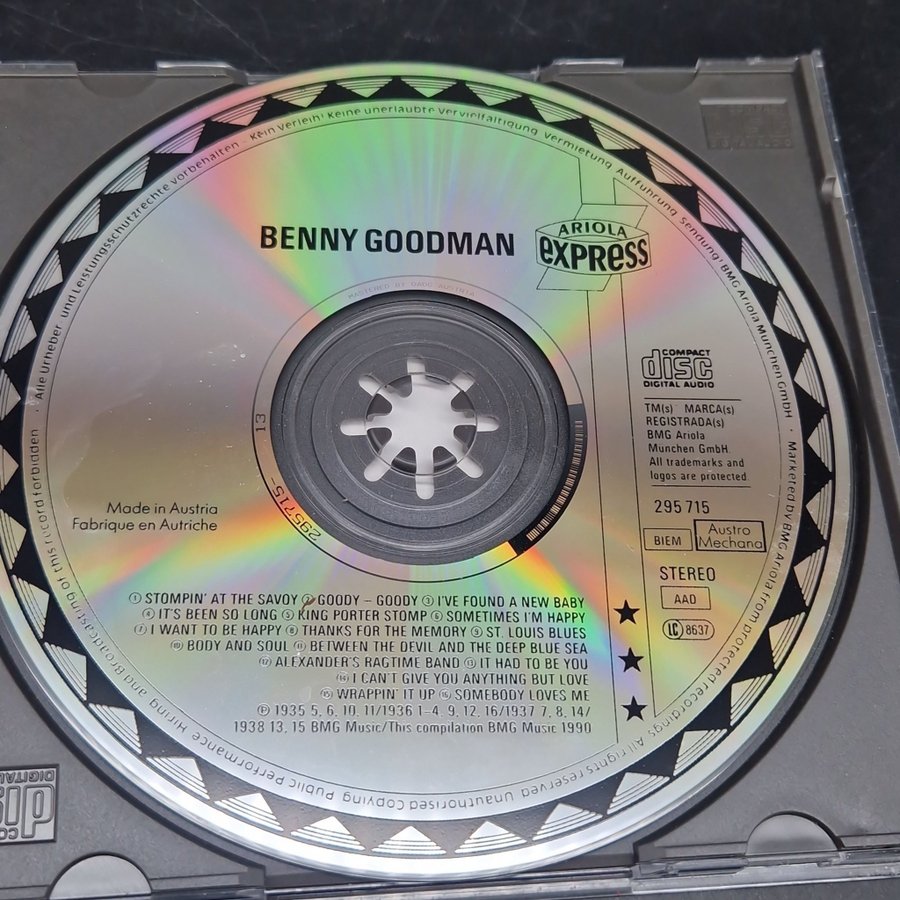 Alle Urheber- und Leistungsschutzrechte vorbehalten - Kein Verleih! Keine unerlaubte Vervielfältigung, Vermietung, Aufführung, Sendung! BMG Ariola München GmbH · Marketed by BMG Ariola from protected recordings. All rights reserved. Unauthorised Copying, Public Performance, Hiring and Broadcasting of this record forbidden ·
BENNY GOODMAN
ARIOLA
EXPRESS
MASTERED BY DADC AUSTRIA
COMPACT
disc
DIGITAL AUDIO
TM(s) MARCA(s)
REGISTRADA(s)
BMG Ariola
München GmbH.
All trademarks and
logos are protected.
13
295715-
295 715
BIEM
Austro
Mechana
Made in Austria
Fabriqué en Autriche
STEREO
AAD
LC 8637
① STOMPIN' AT THE SAVOY ② GOODY – GOODY ③ I'VE FOUND A NEW BABY
④ IT'S BEEN SO LONG ⑤ KING PORTER STOMP ⑥ SOMETIMES I'M HAPPY
⑦ I WANT TO BE HAPPY ⑧ THANKS FOR THE MEMORY ⑨ ST. LOUIS BLUES
⑩ BODY AND SOUL ⑪ BETWEEN THE DEVIL AND THE DEEP BLUE SEA
⑫ ALEXANDER'S RAGTIME BAND ⑬ IT HAD TO BE YOU
⑭ I CAN'T GIVE YOU ANYTHING BUT LOVE
⑮ WRAPPIN' IT UP ⑯ SOMEBODY LOVES ME
Ⓟ 1935 5, 6, 10, 11/1936 1–4, 9, 12, 16/1937 7, 8, 14/
1938 13, 15 BMG Music/This compilation BMG Music 1990